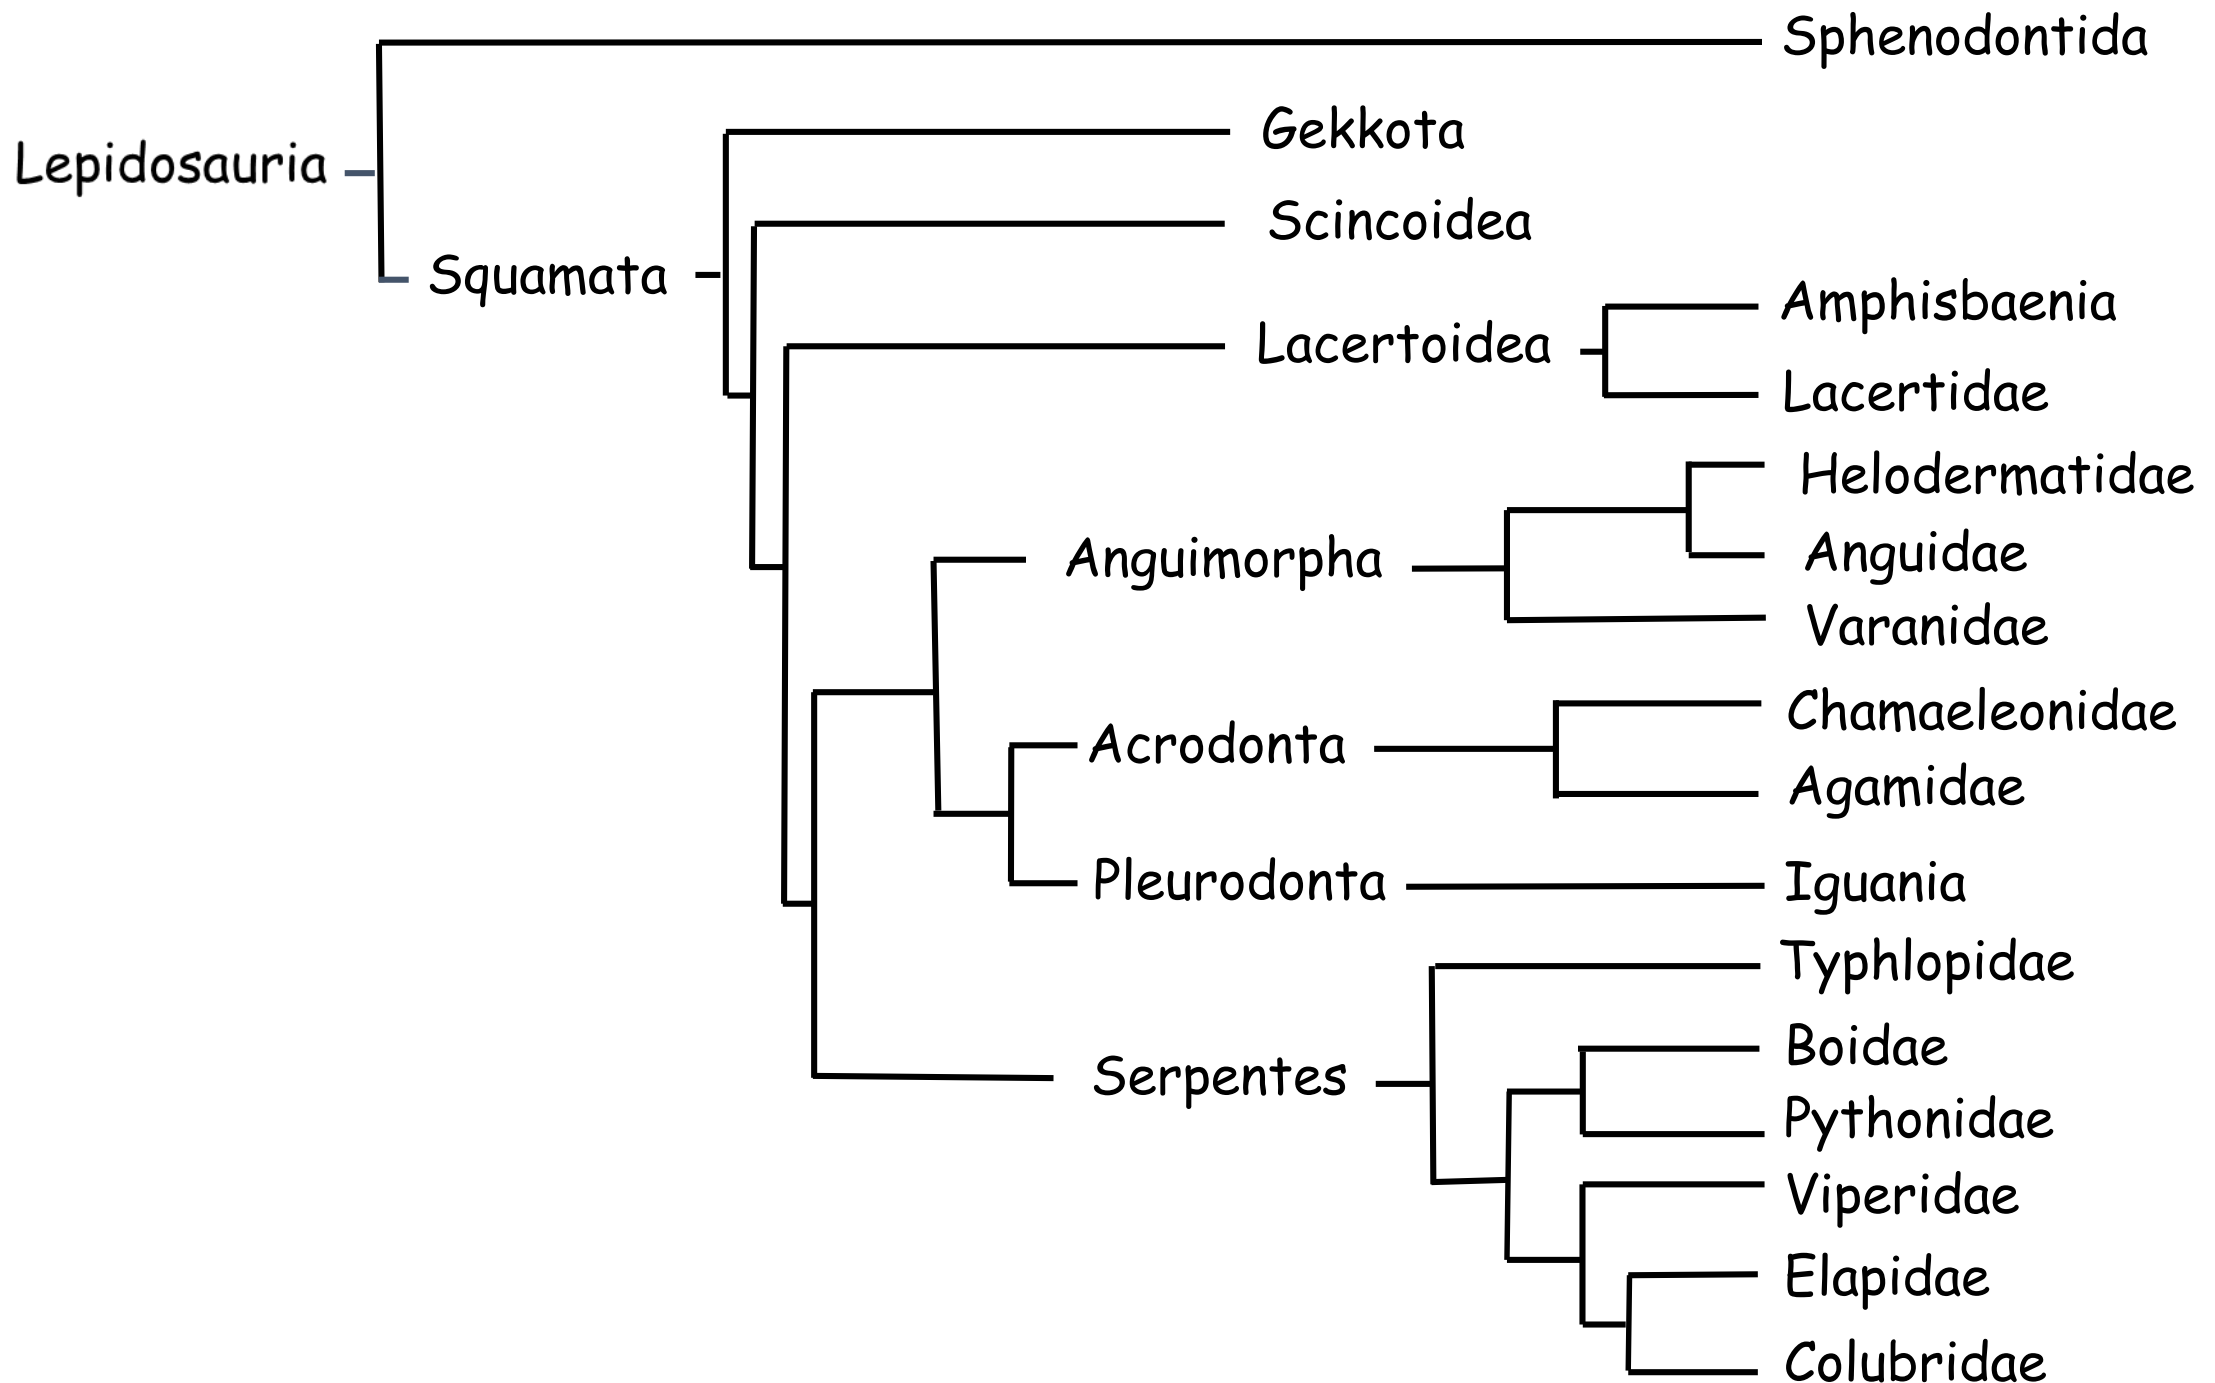 Sphenodontida
Gekkota
Lepidosauria
Scincoidea
Squamata
Amphisbaenia
Lacertoidea
Lacertidae
Helodermatidae
Anguimorpha
Anguidae
Varanidae
Chamaeleonidae
Acrodonta
Agamidae
Pleurodonta
Iguania
Typhlopidae
Boidae
Serpentes
Pythonidae
Viperidae
Elapidae
Colubridae